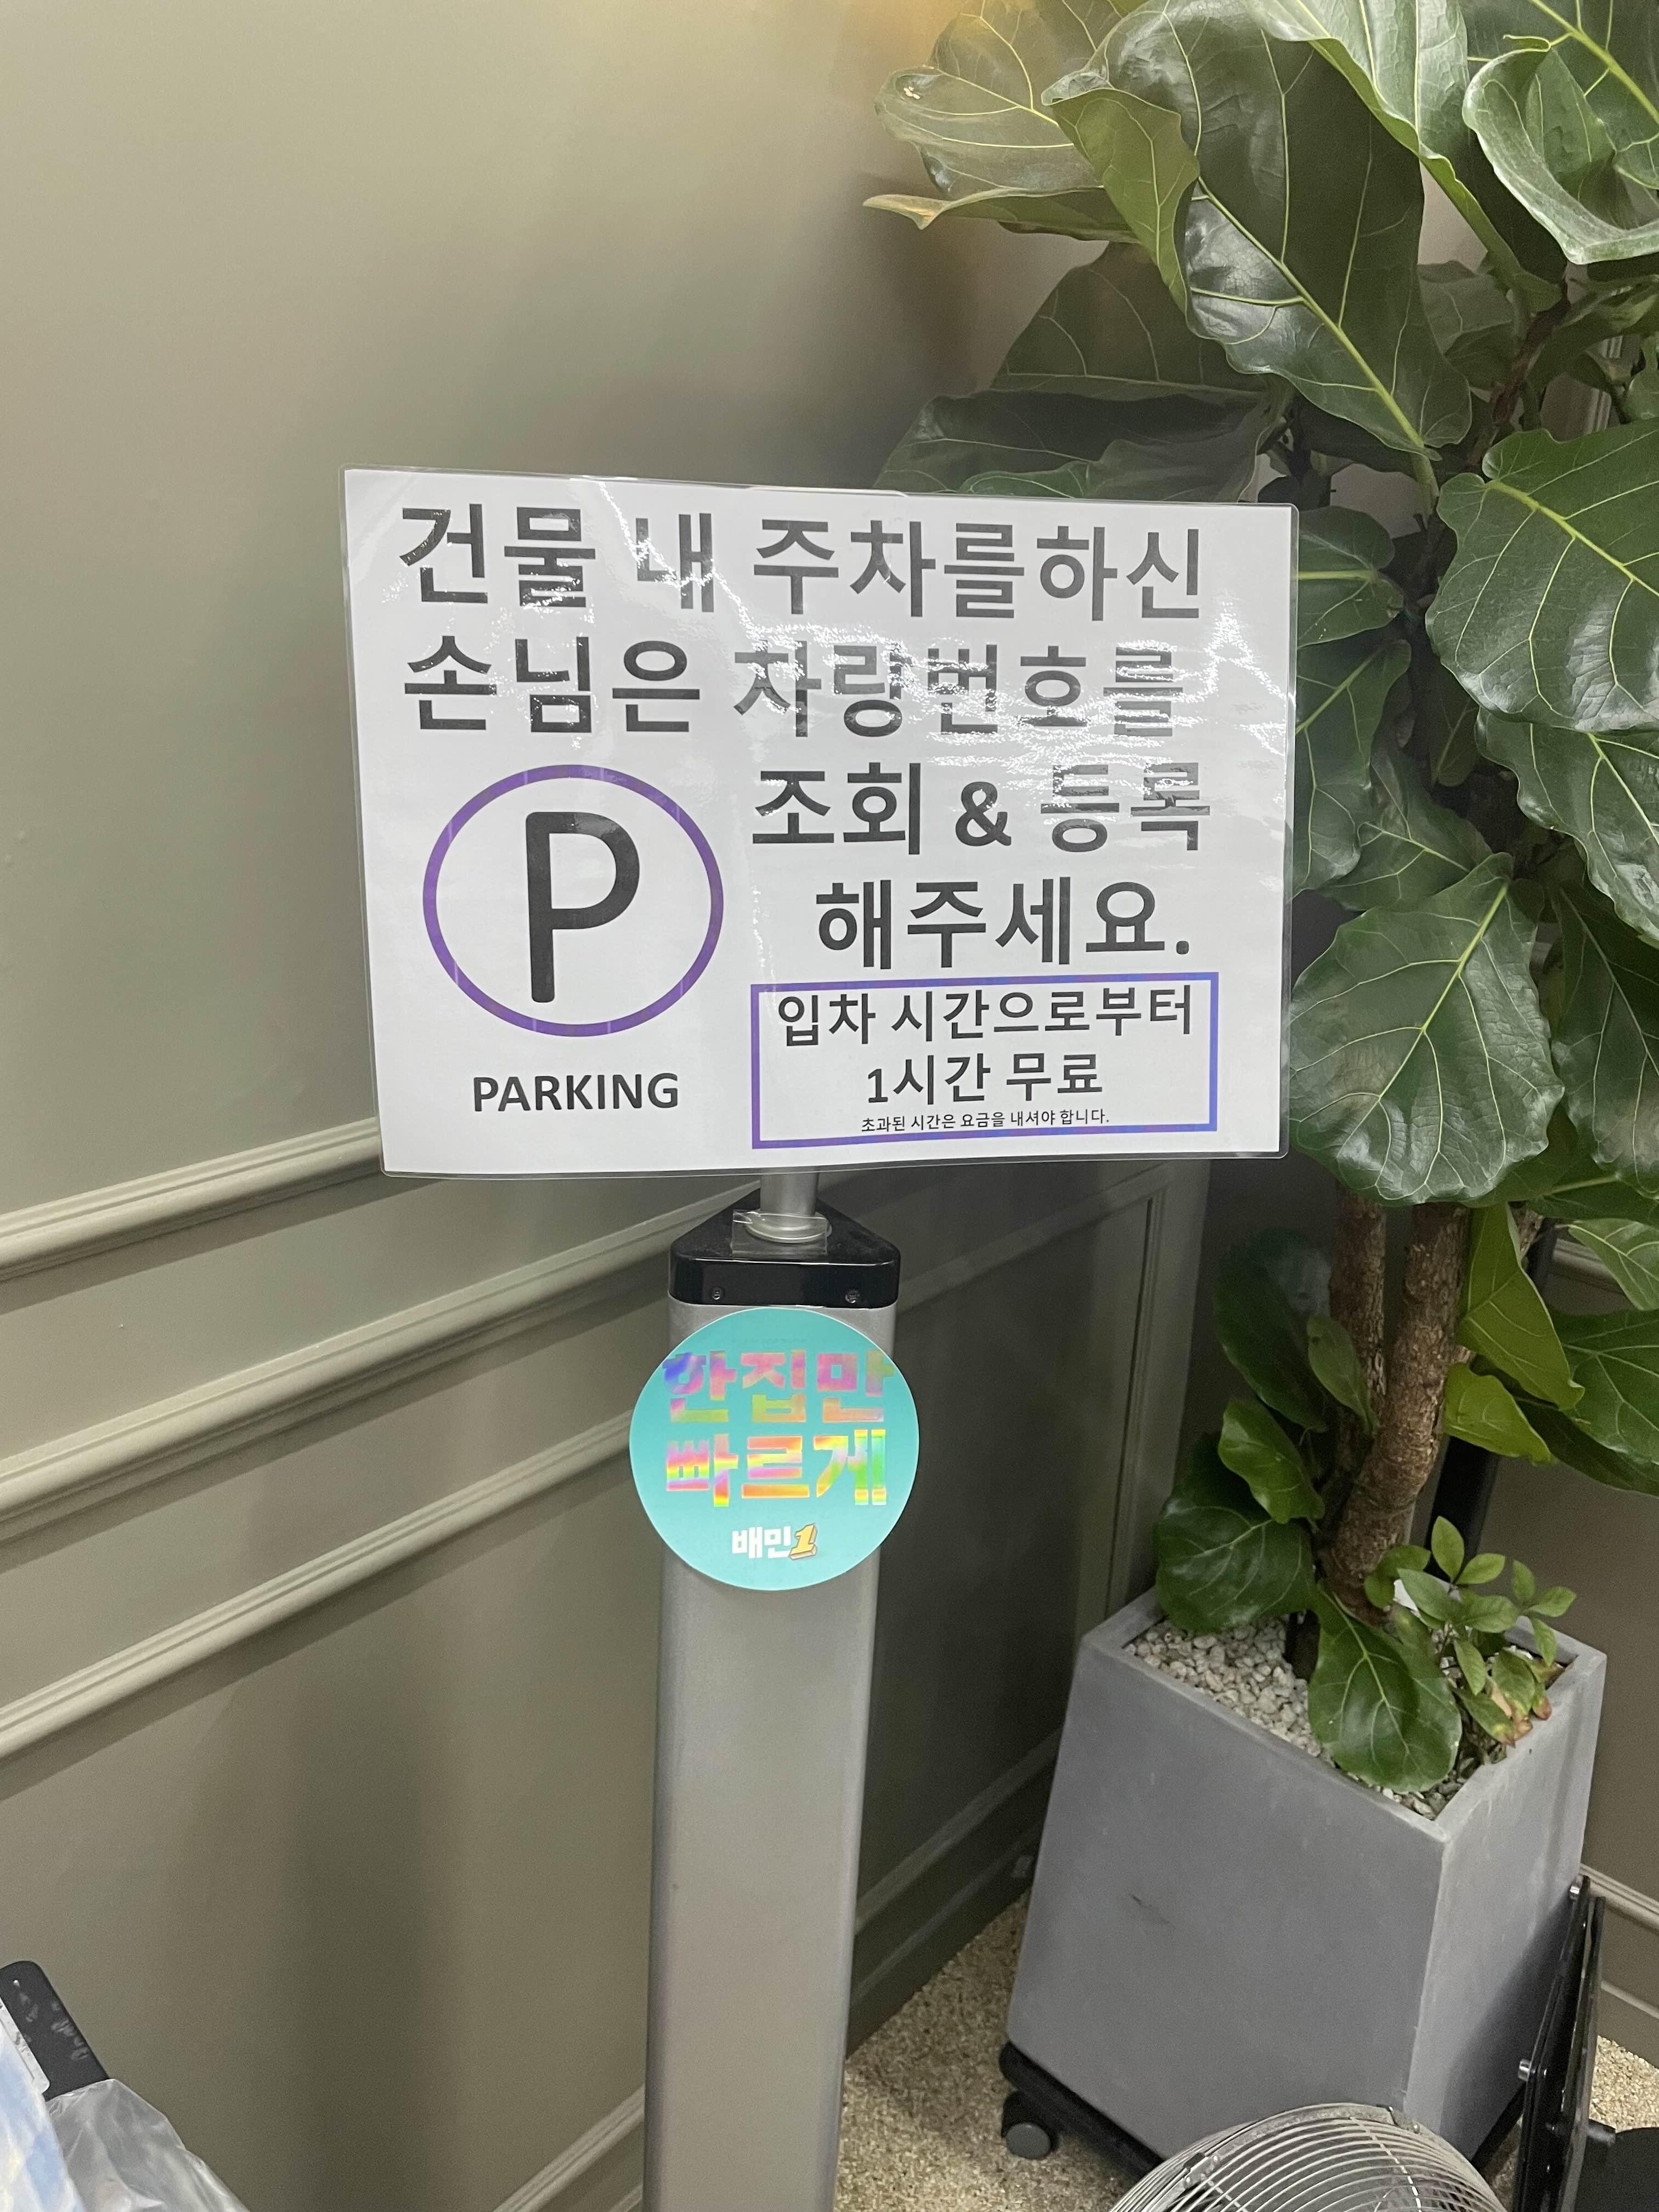 건물 내 주차를하신
손님은 차량번호를
조회 & 등록
해주세요.
P
PARKING
입차 시간으로부터
1시간 무료
초과된 시간은 요금을 내셔야 합니다.
한집만
빠르게
배민1